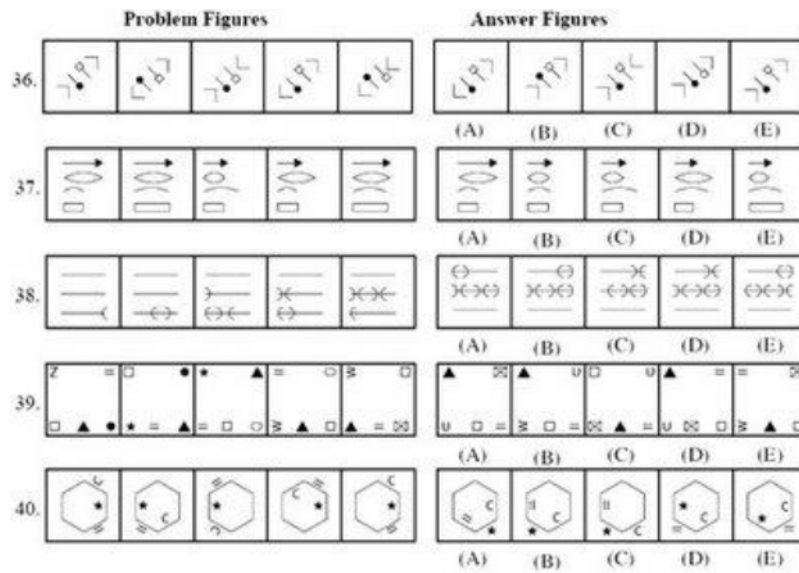 Problem Figures Answer Figures
36.
(A) (B) (C) (D) (E)
37.
(A) (B) (C) (D) (E)
38.
(A) (B) (C) (D) (E)
39.
Z = = W
W
U U =
U = W = = U = W =
(A) (B) (C) (D) (E)
40.
C C C C C C C C C C
(A) (B) (C) (D) (E)